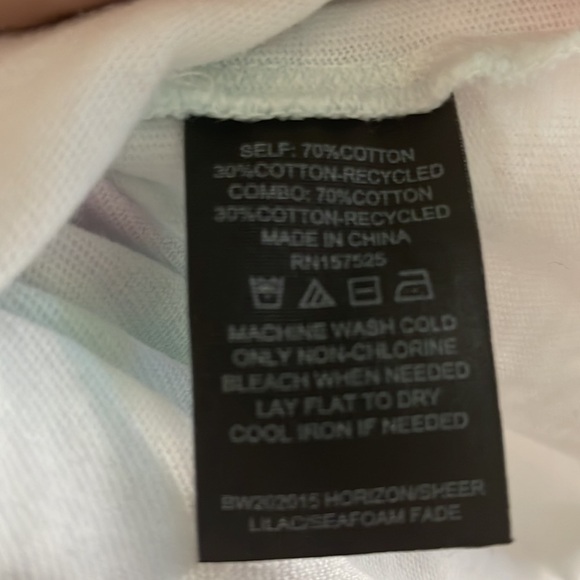 SELF: 70%COTTON
30%COTTON-RECYCLED
COMBO: 70%COTTON
30%COTTON-RECYCLED
MADE IN CHINA
RN157525
MACHINE WASH COLD
ONLY NON-CHLORINE
BLEACH WHEN NEEDED
LAY FLAT TO DRY
COOL IRON IF NEEDED
BW202015 HORIZON/SHEER
LILAC/SEAFOAM FADE